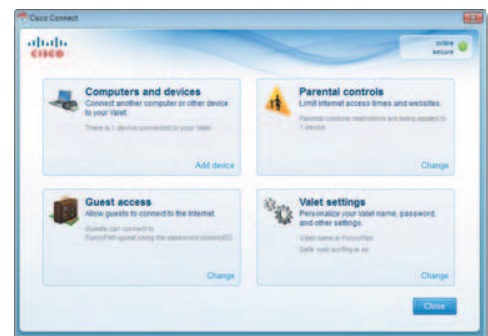 Cisco Connect
CISCO
online
secure
Computers and devices
Connect another computer or other device
to your Valet.
There is 1 device connected to your Valet
Add device
Parental controls
Limit internet access times and websites.
Parental controls restrictions are being applied to
1 device
Change
Guest access
Allow guests to connect to the Internet.
Guests can connect to
FunnyFish-guest using the password
Change
Valet settings
Personalize your Valet name, password,
and other settings.
Valet name is FunnyFish
Safe web surfing is on
Change
Close